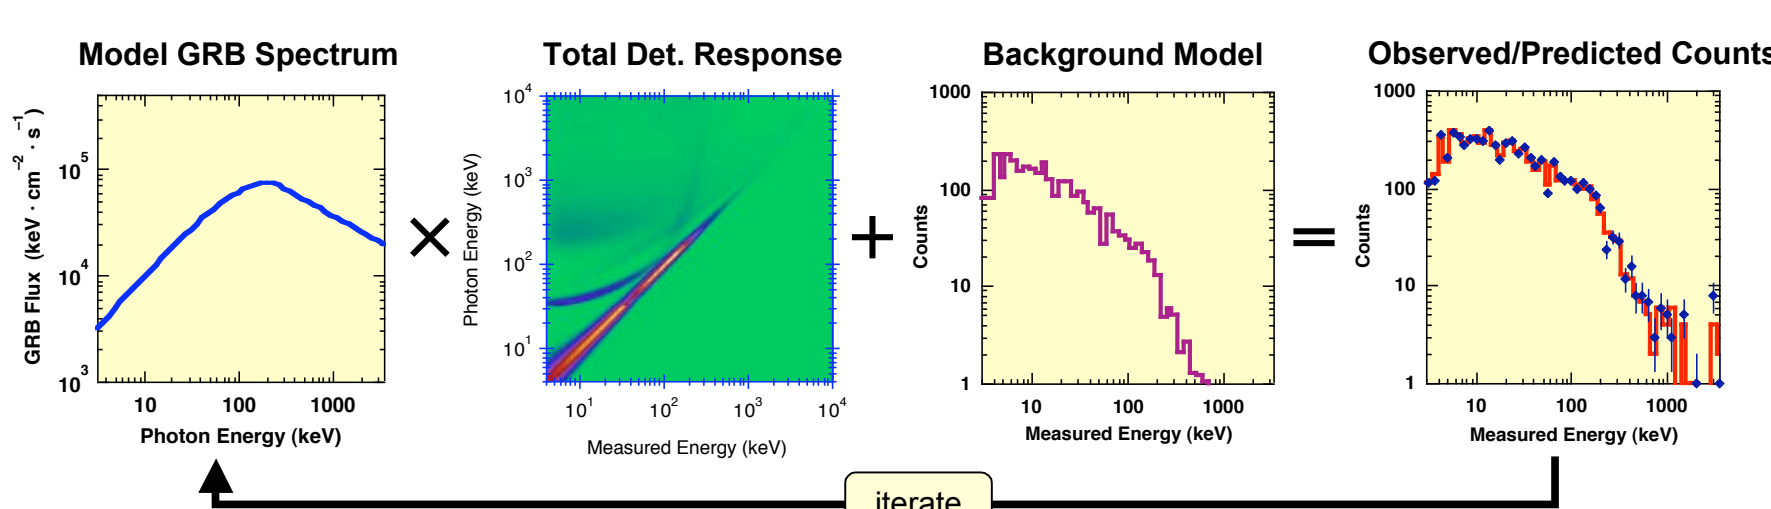 Model GRB Spectrum
Total Det. Response
Background Model
Observed/Predicted Counts
GRB Flux (keV · cm⁻² · s⁻¹)
10⁵
10⁴
10³
10
100
1000
Photon Energy (keV)
×
Photon Energy (keV)
10⁴
10³
10²
10¹
10¹
10²
10³
10⁴
Measured Energy (keV)
+
Counts
1000
100
10
1
10
100
1000
Measured Energy (keV)
=
Counts
1000
100
10
1
10
100
1000
Measured Energy (keV)
iterate